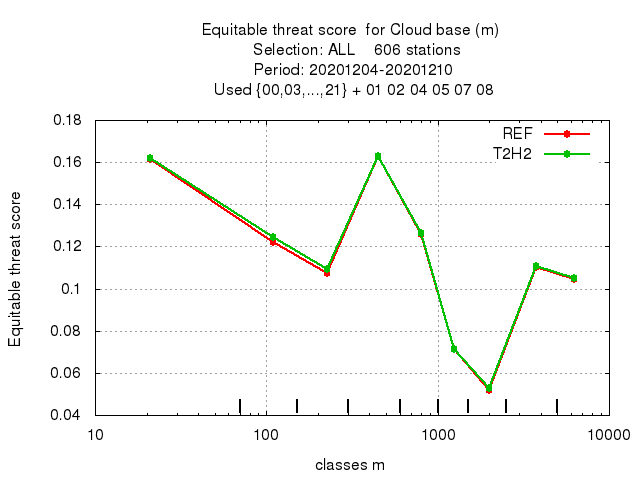 Equitable threat score  for Cloud base (m)
Selection: ALL    606 stations
Period: 20201204-20201210
Used {00,03,...,21} + 01 02 04 05 07 08
REF
T2H2
Equitable threat score
0.18
0.16
0.14
0.12
0.1
0.08
0.06
0.04
10 100 1000 10000
classes m